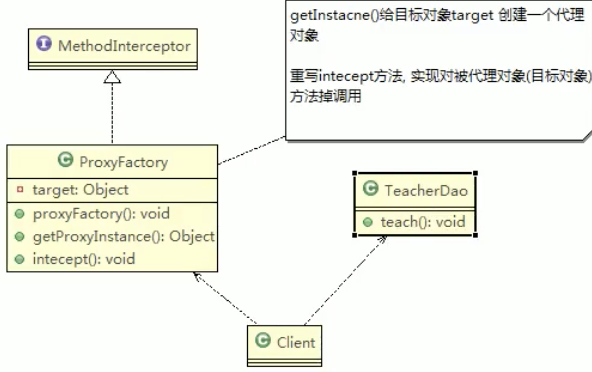 MethodInterceptor
getInstacne()给目标对象target 创建一个代理
对象
重写intecept方法, 实现对被代理对象(目标对象)
方法掉调用
ProxyFactory
target: Object
proxyFactory(): void
getProxyInstance(): Object
intecept(): void
TeacherDao
teach(): void
Client